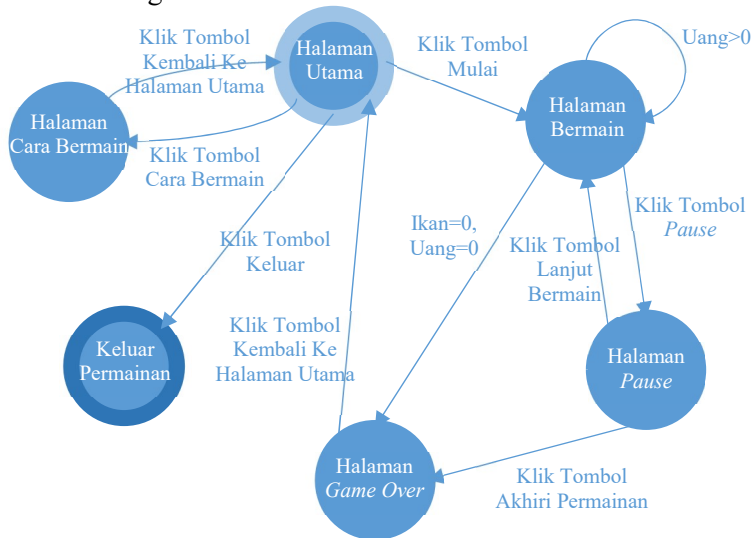 Klik Tombol
Kembali Ke
Halaman Utama
Halaman
Utama
Klik Tombol
Mulai
Uang>0
Halaman
Bermain
Halaman
Cara Bermain
Klik Tombol
Cara Bermain
Klik Tombol
Keluar
Ikan=0,
Uang=0
Klik Tombol
Lanjut
Bermain
Klik Tombol
Pause
Keluar
Permainan
Klik Tombol
Kembali Ke
Halaman Utama
Halaman
Pause
Halaman
Game Over
Klik Tombol
Akhiri Permainan